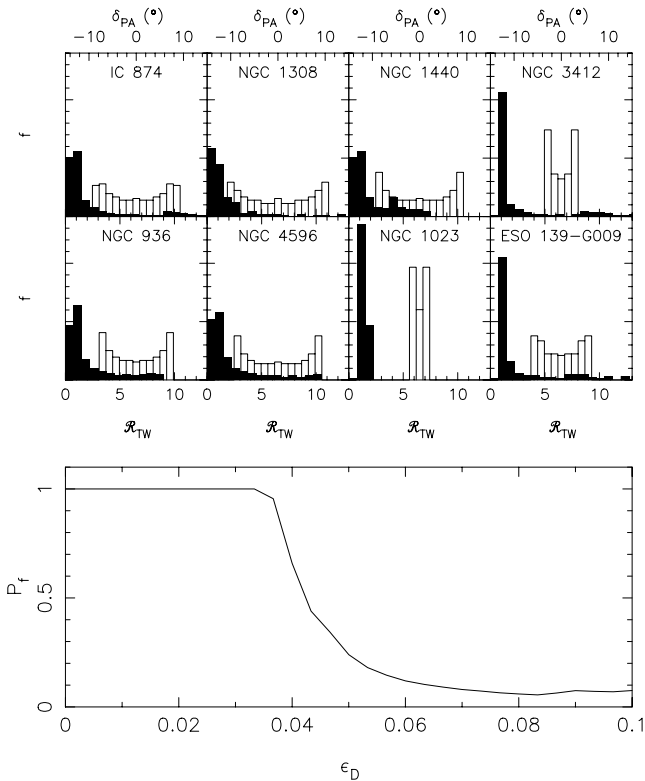 δPA (°) δPA (°) δPA (°) δPA (°)
−10 0 10 −10 0 10 −10 0 10 −10 0 10
IC 874 NGC 1308 NGC 1440 NGC 3412
f
NGC 936 NGC 4596 NGC 1023 ESO 139−G009
f
0 5 10 0 5 10 0 5 10 0 5 10
ℛTW ℛTW ℛTW ℛTW
1
0.5
0
Pf
0 0.02 0.04 0.06 0.08 0.1
ϵD